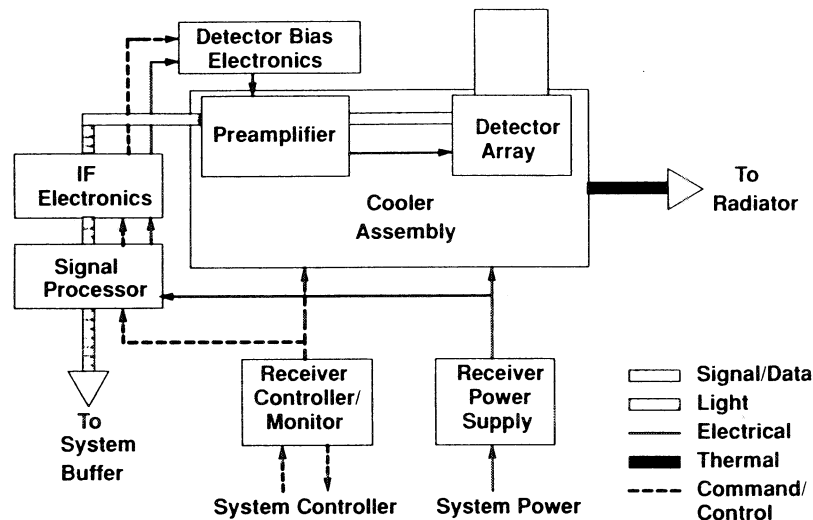 Detector Bias
Electronics
Preamplifier
Detector
Array
IF
Electronics
Cooler
Assembly
To
Radiator
Signal
Processor
Receiver
Controller/
Monitor
Receiver
Power
Supply
To
System
Buffer
System Controller
System Power
Signal/Data
Light
Electrical
Thermal
Command/
Control